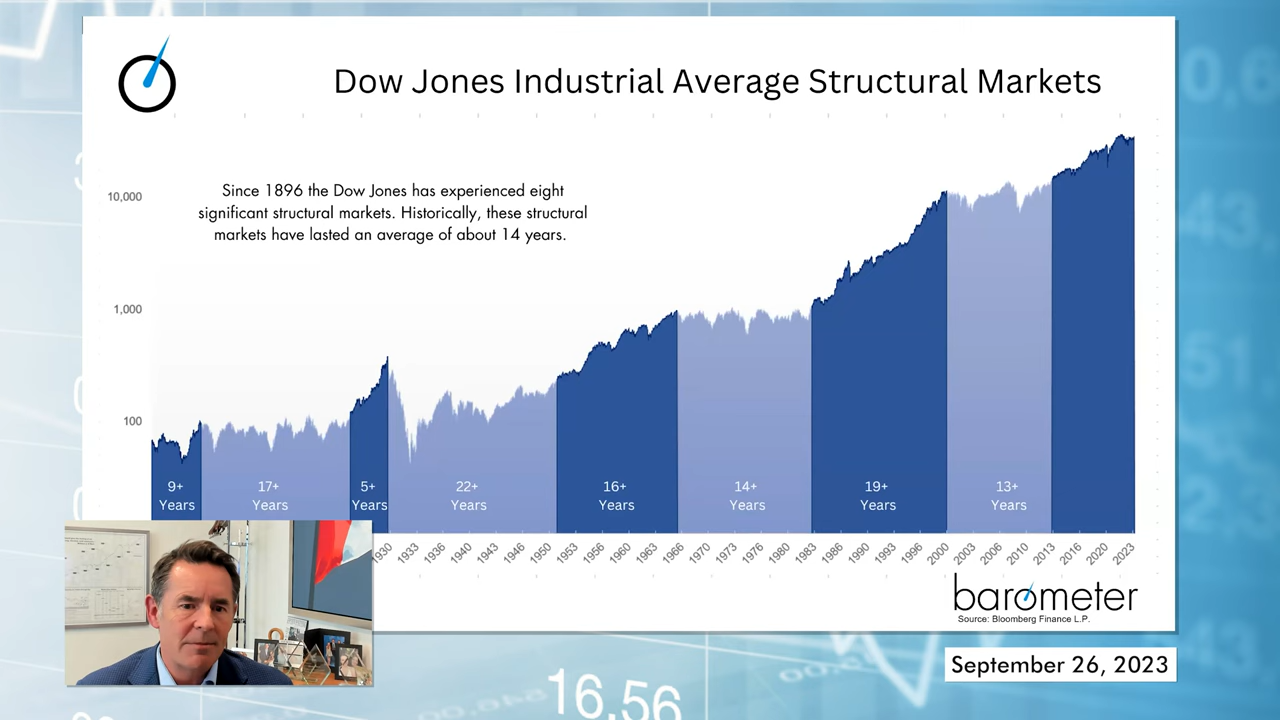 Dow Jones Industrial Average Structural Markets
Since 1896 the Dow Jones has experienced eight
significant structural markets. Historically, these structural
markets have lasted an average of about 14 years.
10,000
1,000
100
9+
Years
17+
Years
5+
Years
22+
Years
16+
Years
14+
Years
19+
Years
13+
Years
1930 1933 1936 1940 1943 1946 1950 1953 1956 1960 1963 1966 1970 1973 1976 1980 1983 1986 1990 1993 1996 2000 2003 2006 2010 2013 2016 2020 2023
barometer
Source: Bloomberg Finance L.P.
September 26, 2023
16,56